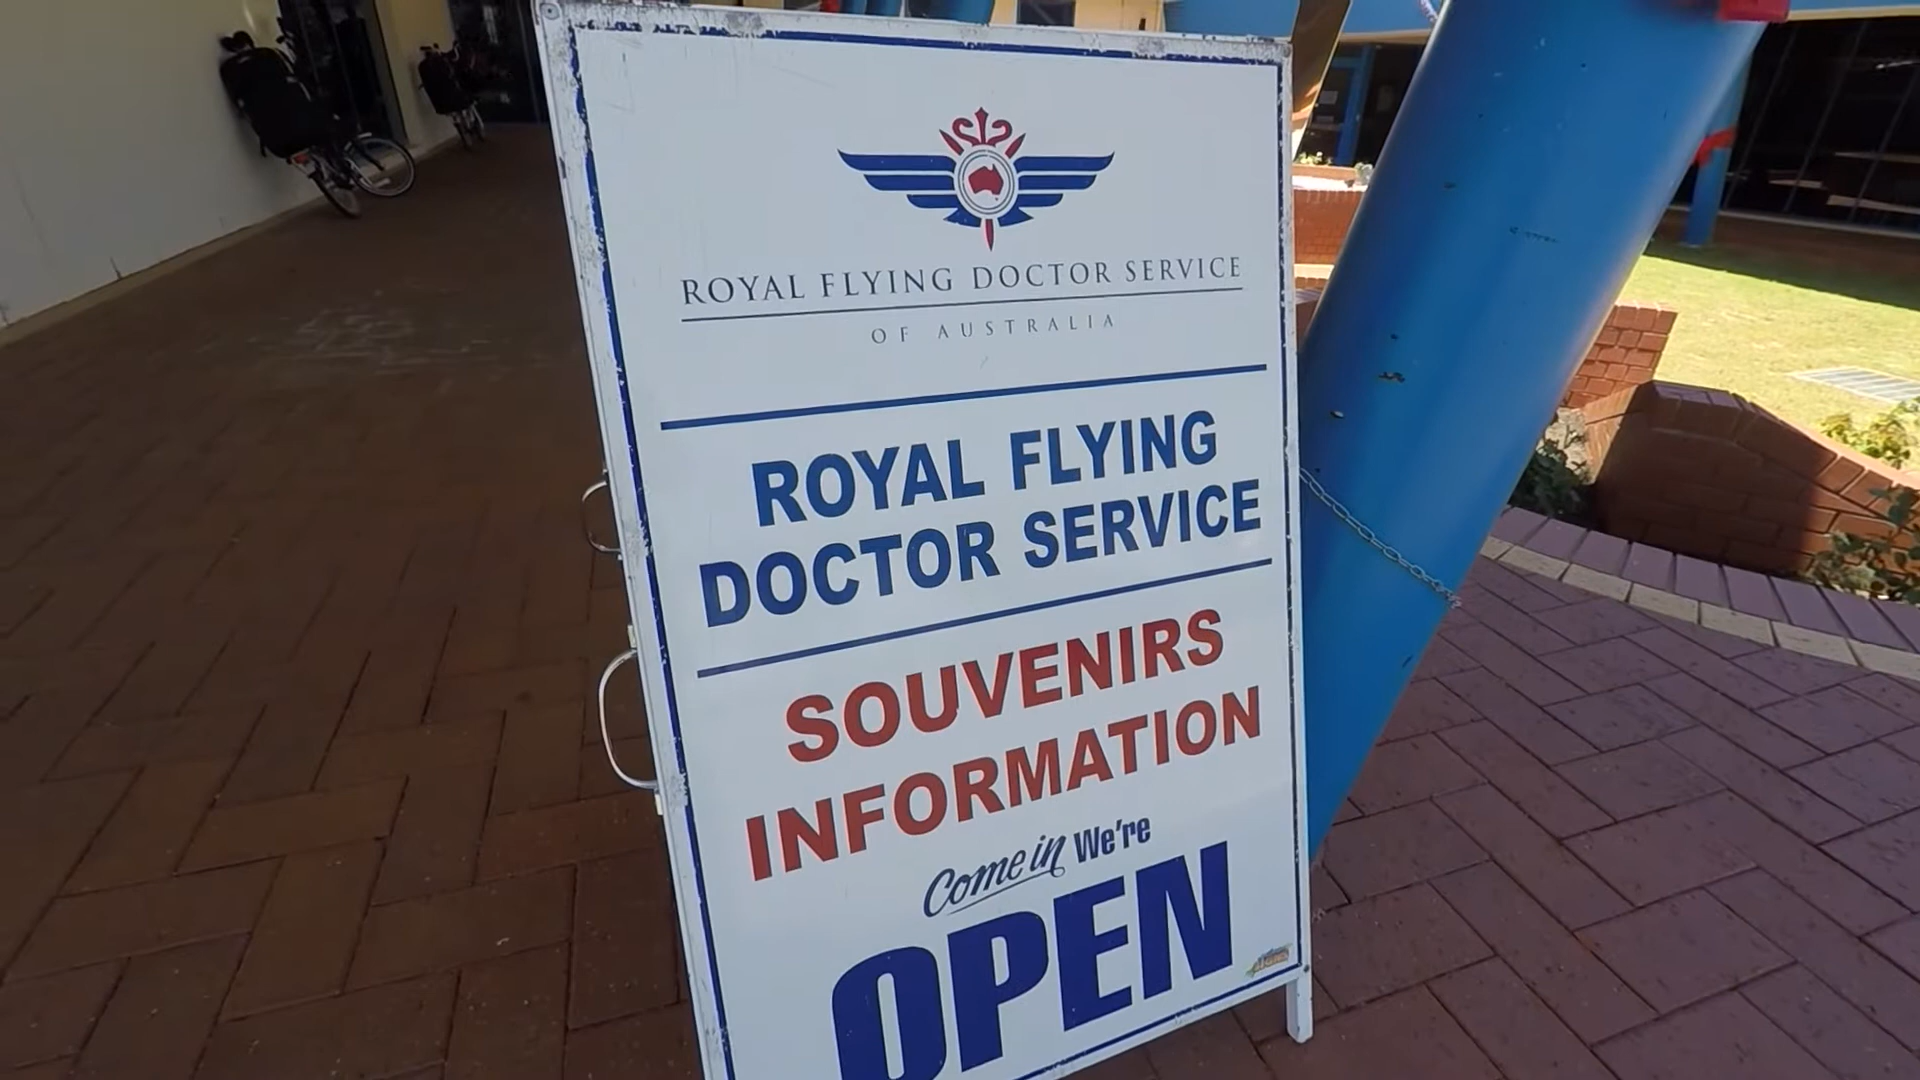 ROYAL FLYING DOCTOR SERVICE
OF AUSTRALIA
ROYAL FLYING
DOCTOR SERVICE
SOUVENIRS
INFORMATION
Come in We're
OPEN